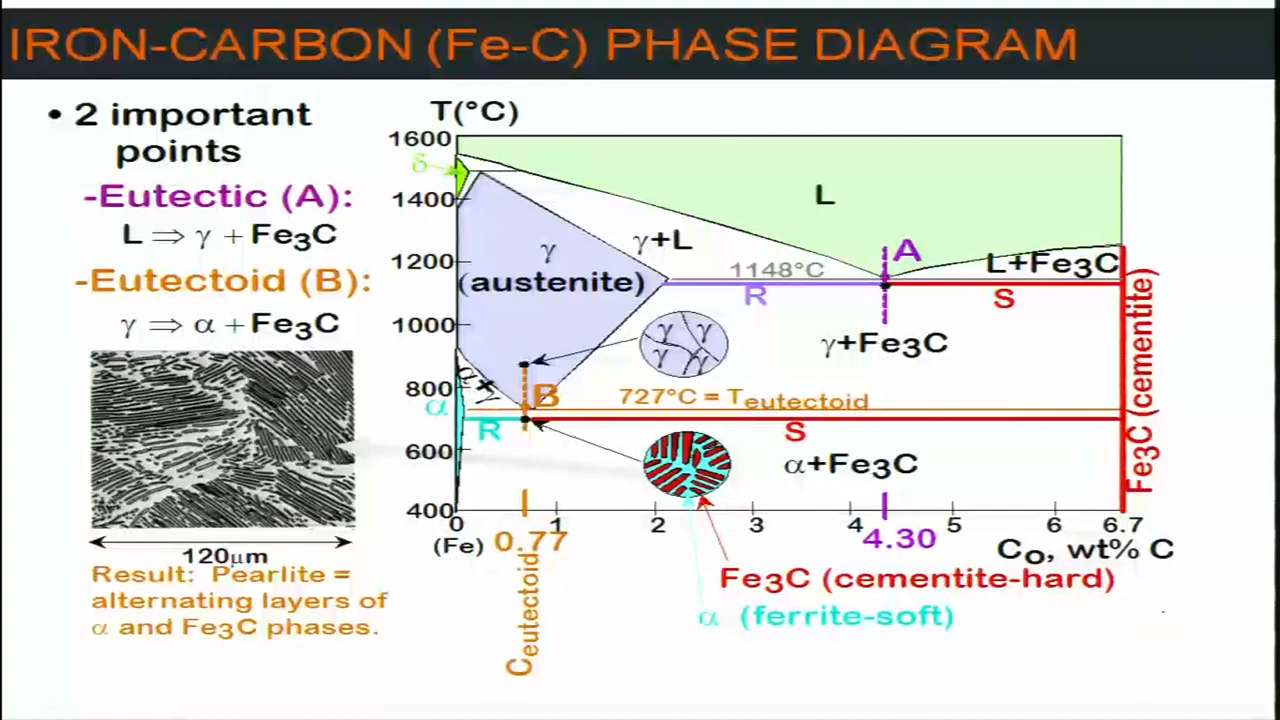 IRON-CARBON (Fe-C) PHASE DIAGRAM
• 2 important
points
-Eutectic (A):
L ⇒ γ + Fe3C
-Eutectoid (B):
γ ⇒ α + Fe3C
120μm
Result: Pearlite =
alternating layers of
α and Fe3C phases.
T(°C)
1600
δ
1400
L
γ
γ+L
A
1200
(austenite)
1148°C
L+Fe3C
R
S
1000
γ γ
γ γ
γ+Fe3C
α+γ
800
B
727°C = Teutectoid
α
R
S
600
α+Fe3C
Fe3C (cementite)
400
0
1
2
3
4
5
6
6.7
(Fe)
0.77
4.30
Co, wt% C
Ceutectoid
Fe3C (cementite-hard)
α (ferrite-soft)